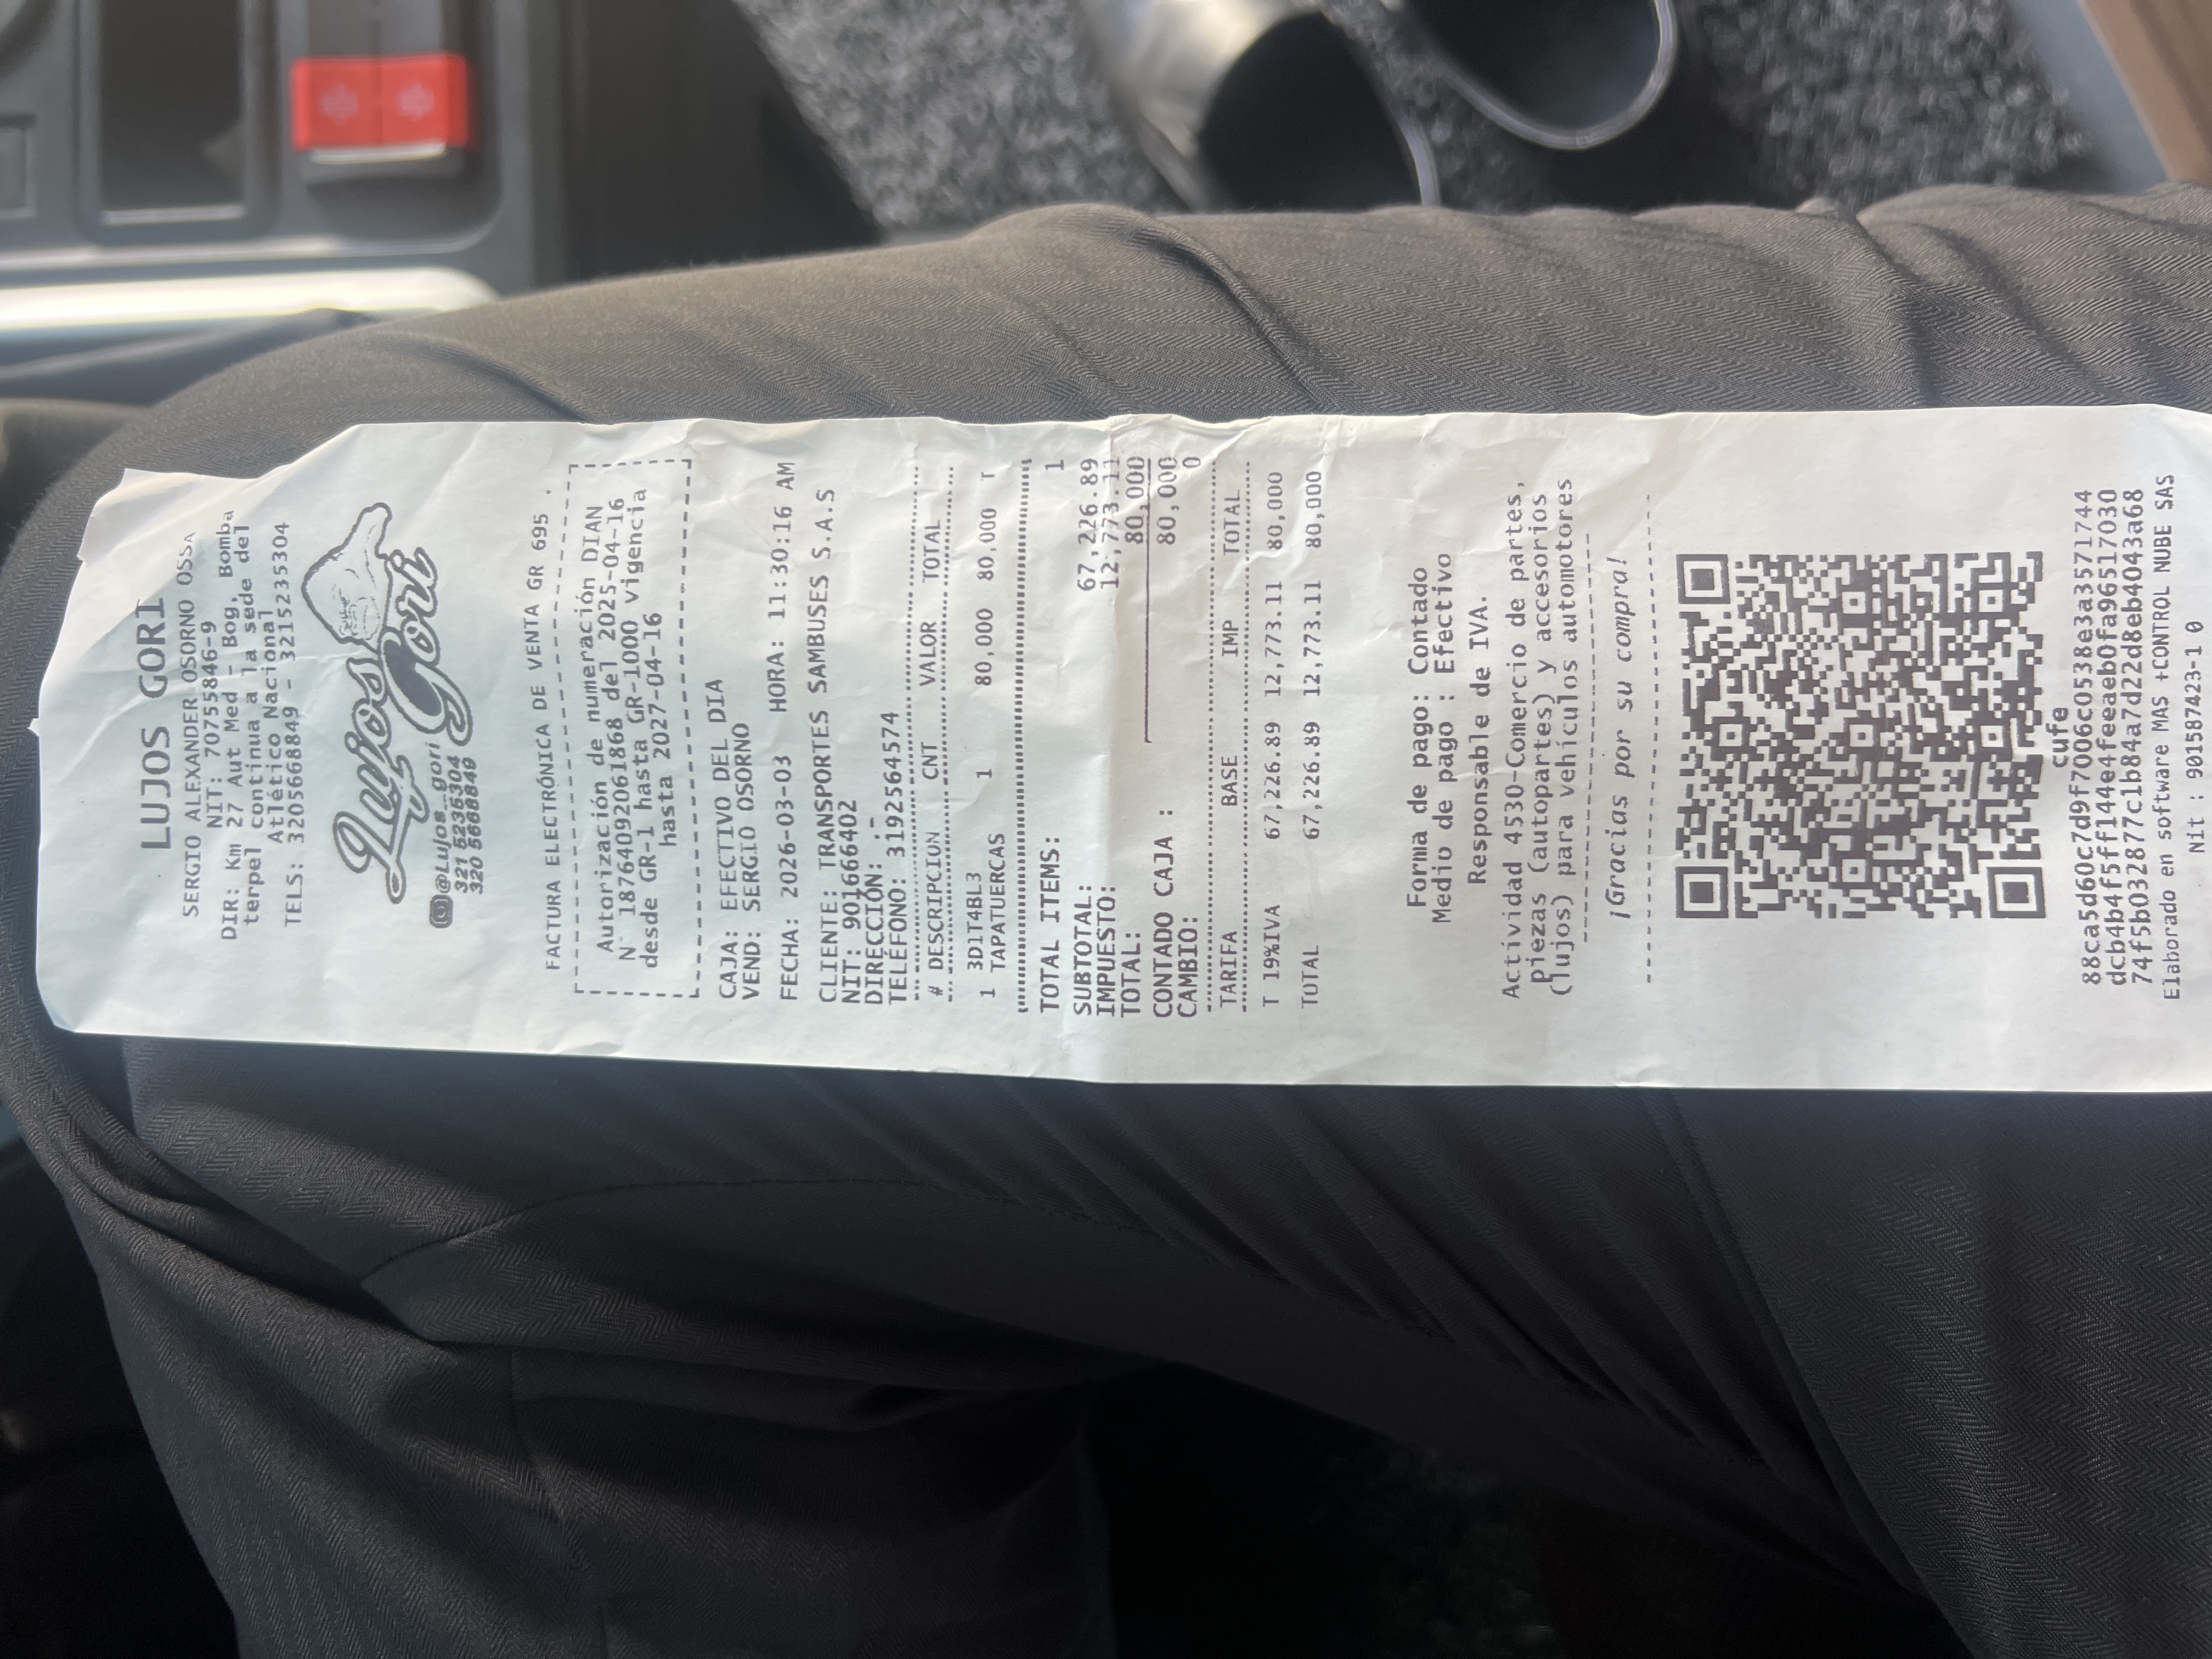 LUJOS GORI
SERGIO ALEXANDER OSORNO OSSA
NIT: 70755846-9
DIR: Km 27 Aut Med - Bog, Bomba
terpel continua a la sede del
Atlético Nacional
TELS: 3205668849 - 3215235304
Lujos Gori
@Lujos_gori
321 5235304
320 5668849
FACTURA ELECTRÓNICA DE VENTA GR 695 .
Autorización de numeración DIAN
N° 18764092061868 del 2025-04-16
desde GR-1 hasta GR-1000 vigencia
hasta 2027-04-16
CAJA: EFECTIVO DEL DIA
VEND: SERGIO OSORNO
FECHA: 2026-03-03 HORA: 11:30:16 AM
CLIENTE: TRANSPORTES SAMBUSES S.A.S
NIT: 901666402
DIRECCIÓN: .-
TELÉFONO: 3192564574
# DESCRIPCION CNT VALOR TOTAL
1 3D1T4BL3
TAPATUERCAS 1 80,000 80,000 T
TOTAL ITEMS: 1
SUBTOTAL: 67,226.89
IMPUESTO: 12,773.11
TOTAL: 80,000
CONTADO CAJA : 80,000
CAMBIO: 0
TARIFA BASE IMP TOTAL
T 19%IVA 67,226.89 12,773.11 80,000
TOTAL 67,226.89 12,773.11 80,000
Forma de pago: Contado
Medio de pago : Efectivo
Responsable de IVA.
Actividad 4530-Comercio de partes,
piezas (autopartes) y accesorios
(lujos) para vehículos automotores
¡Gracias por su compra!
cufe
88ca5d60c7d9f7006c0538e3a3571744
dcb4b4f5ff144e4feeaeb0fa96517030
74f5b032877c1b84a7d22d8eb4043a68
Elaborado en software MAS +CONTROL NUBE SAS
Nit : 901587423-1 0